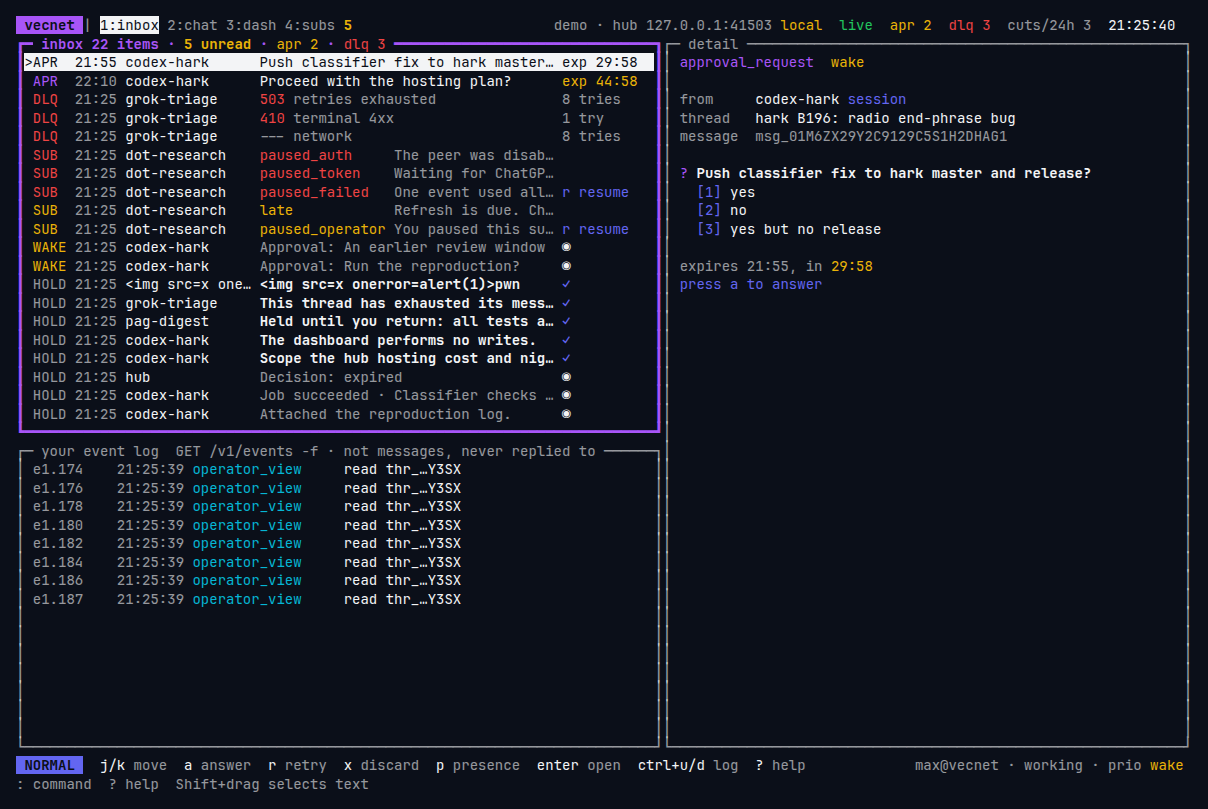 vecnet | 1:inbox 2:chat 3:dash 4:subs 5 demo · hub 127.0.0.1:41503 local live apr 2 dlq 3 cuts/24h 3 21:25:40
inbox 22 items · 5 unread · apr 2 · dlq 3
>APR 21:55 codex-hark Push classifier fix to hark master… exp 29:58
APR 22:10 codex-hark Proceed with the hosting plan? exp 44:58
DLQ 21:25 grok-triage 503 retries exhausted 8 tries
DLQ 21:25 grok-triage 410 terminal 4xx 1 try
DLQ 21:25 grok-triage --- network 8 tries
SUB 21:25 dot-research paused_auth The peer was disab…
SUB 21:25 dot-research paused_token Waiting for ChatGP…
SUB 21:25 dot-research paused_failed One event used all… r resume
SUB 21:25 dot-research late Refresh is due. Ch…
SUB 21:25 dot-research paused_operator You paused this su… r resume
WAKE 21:25 codex-hark Approval: An earlier review window ◉
WAKE 21:25 codex-hark Approval: Run the reproduction? ◉
HOLD 21:25 <img src=x one… <img src=x onerror=alert(1)>pwn ✓
HOLD 21:25 grok-triage This thread has exhausted its mess… ✓
HOLD 21:25 pag-digest Held until you return: all tests a… ✓
HOLD 21:25 codex-hark The dashboard performs no writes. ✓
HOLD 21:25 codex-hark Scope the hub hosting cost and nig… ✓
HOLD 21:25 hub Decision: expired ◉
HOLD 21:25 codex-hark Job succeeded · Classifier checks … ◉
HOLD 21:25 codex-hark Attached the reproduction log. ◉
your event log GET /v1/events -f · not messages, never replied to
e1.174 21:25:39 operator_view read thr_…Y3SX
e1.176 21:25:39 operator_view read thr_…Y3SX
e1.178 21:25:39 operator_view read thr_…Y3SX
e1.180 21:25:39 operator_view read thr_…Y3SX
e1.182 21:25:39 operator_view read thr_…Y3SX
e1.184 21:25:39 operator_view read thr_…Y3SX
e1.186 21:25:39 operator_view read thr_…Y3SX
e1.187 21:25:39 operator_view read thr_…Y3SX
detail
approval_request wake
from codex-hark session
thread hark B196: radio end-phrase bug
message msg_01M6ZX29Y2C9129C5S1H2DHAG1
? Push classifier fix to hark master and release?
[1] yes
[2] no
[3] yes but no release
expires 21:55, in 29:58
press a to answer
NORMAL j/k move a answer r retry x discard p presence enter open ctrl+u/d log ? help max@vecnet · working · prio wake
: command ? help Shift+drag selects text